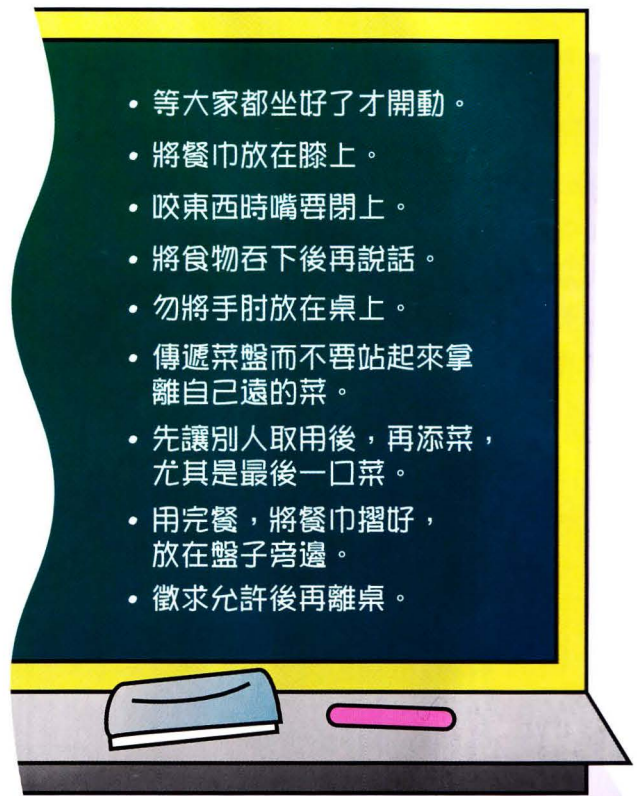 • 等大家都坐好了才開動。
• 將餐巾放在膝上。
• 咬東西時嘴要閉上。
• 將食物吞下後再說話。
• 勿將手肘放在桌上。
• 傳遞菜盤而不要站起來拿
離自己遠的菜。
• 先讓別人取用後，再添菜，
尤其是最後一口菜。
• 用完餐，將餐巾摺好，
放在盤子旁邊。
• 徵求允許後再離桌。